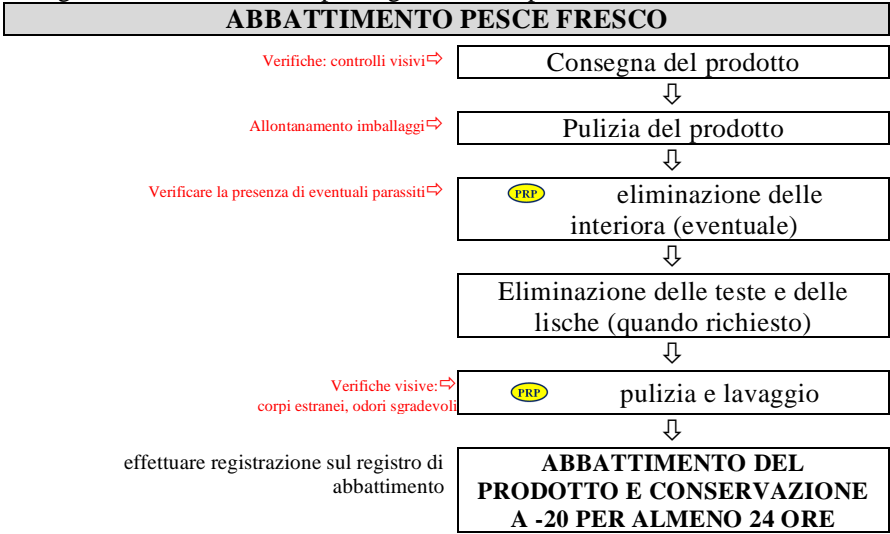 ABBATTIMENTO PESCE FRESCO
Verifiche: controlli visivi⇨
Consegna del prodotto
⇩
Allontanamento imballaggi⇨
Pulizia del prodotto
⇩
Verificare la presenza di eventuali parassiti⇨
PRP eliminazione delle
interiora (eventuale)
⇩
Eliminazione delle teste e delle
lische (quando richiesto)
⇩
Verifiche visive:⇨
corpi estranei, odori sgradevoli
PRP pulizia e lavaggio
⇩
effettuare registrazione sul registro di
abbattimento
ABBATTIMENTO DEL
PRODOTTO E CONSERVAZIONE
A -20 PER ALMENO 24 ORE